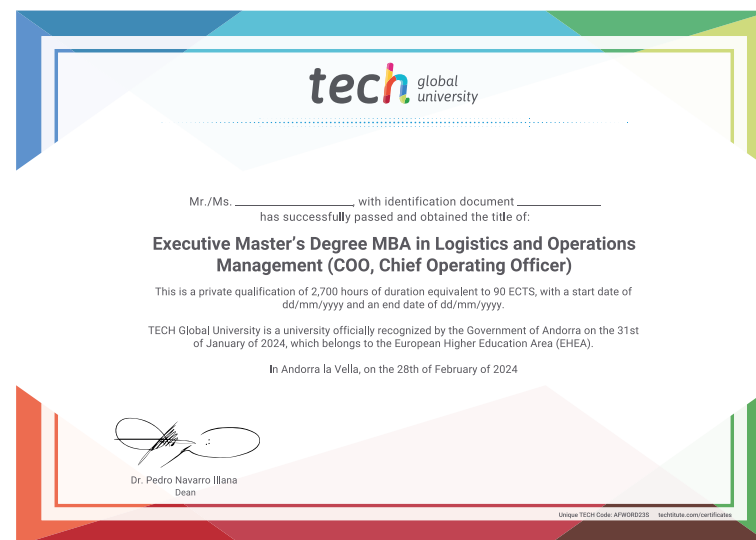 tech global
university
Mr./Ms. ____________, with identification document ____________
has successfully passed and obtained the title of:
Executive Master's Degree MBA in Logistics and Operations
Management (COO, Chief Operating Officer)
This is a private qualification of 2,700 hours of duration equivalent to 90 ECTS, with a start date of
dd/mm/yyyy and an end date of dd/mm/yyyy.
TECH Global University is a university officially recognized by the Government of Andorra on the 31st
of January of 2024, which belongs to the European Higher Education Area (EHEA).
In Andorra la Vella, on the 28th of February of 2024
Dr. Pedro Navarro Illana
Dean
Unique TECH Code: AFWORD23S techtitute.com/certificates